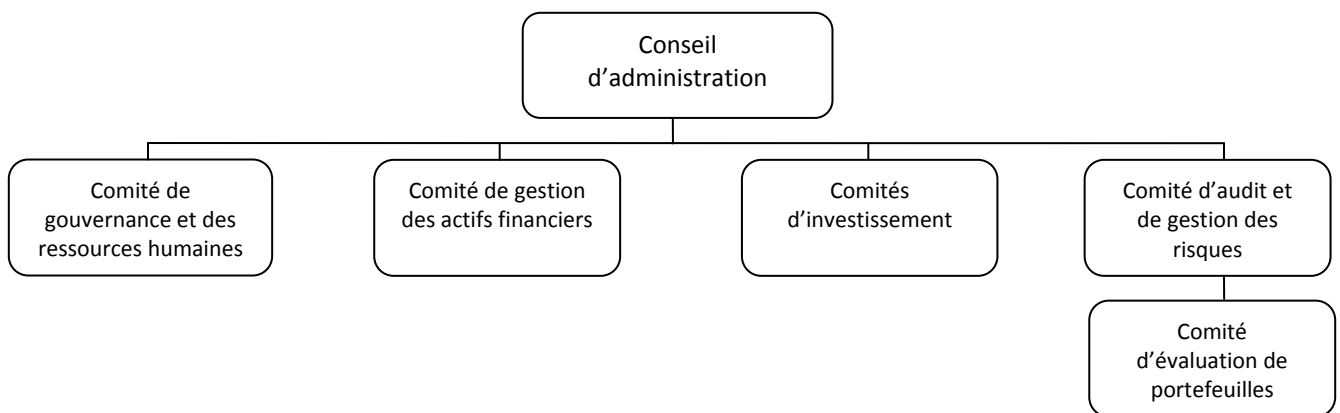 Conseil
d’administration
Comité de
gouvernance et des
ressources humaines
Comité de gestion
des actifs financiers
Comités
d’investissement
Comité d’audit et
de gestion des
risques
Comité
d’évaluation de
portefeuilles